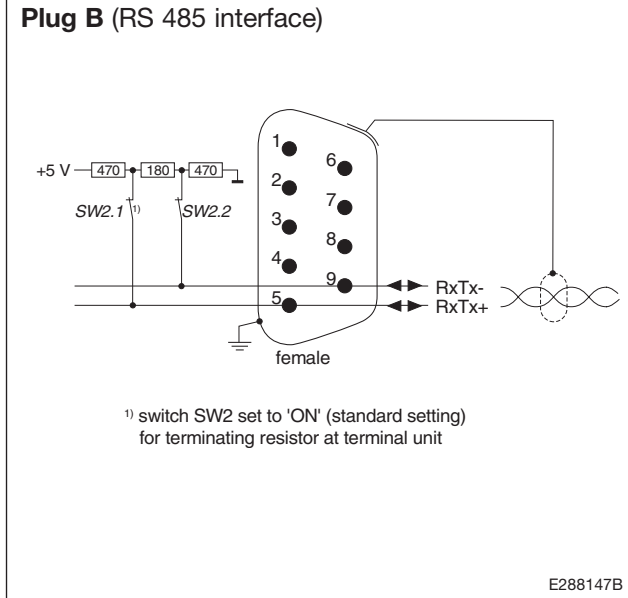 Plug B (RS 485 interface)
1
6
+5 V 470 180 470
2
SW2.1 1) SW2.2
7
3
8
4
9
RxTx-
5
RxTx+
female
1) switch SW2 set to 'ON' (standard setting)
for terminating resistor at terminal unit
E288147B